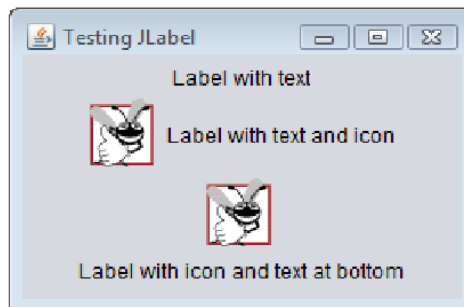 Testing JLabel
Label with text
Label with text and icon
Label with icon and text at bottom